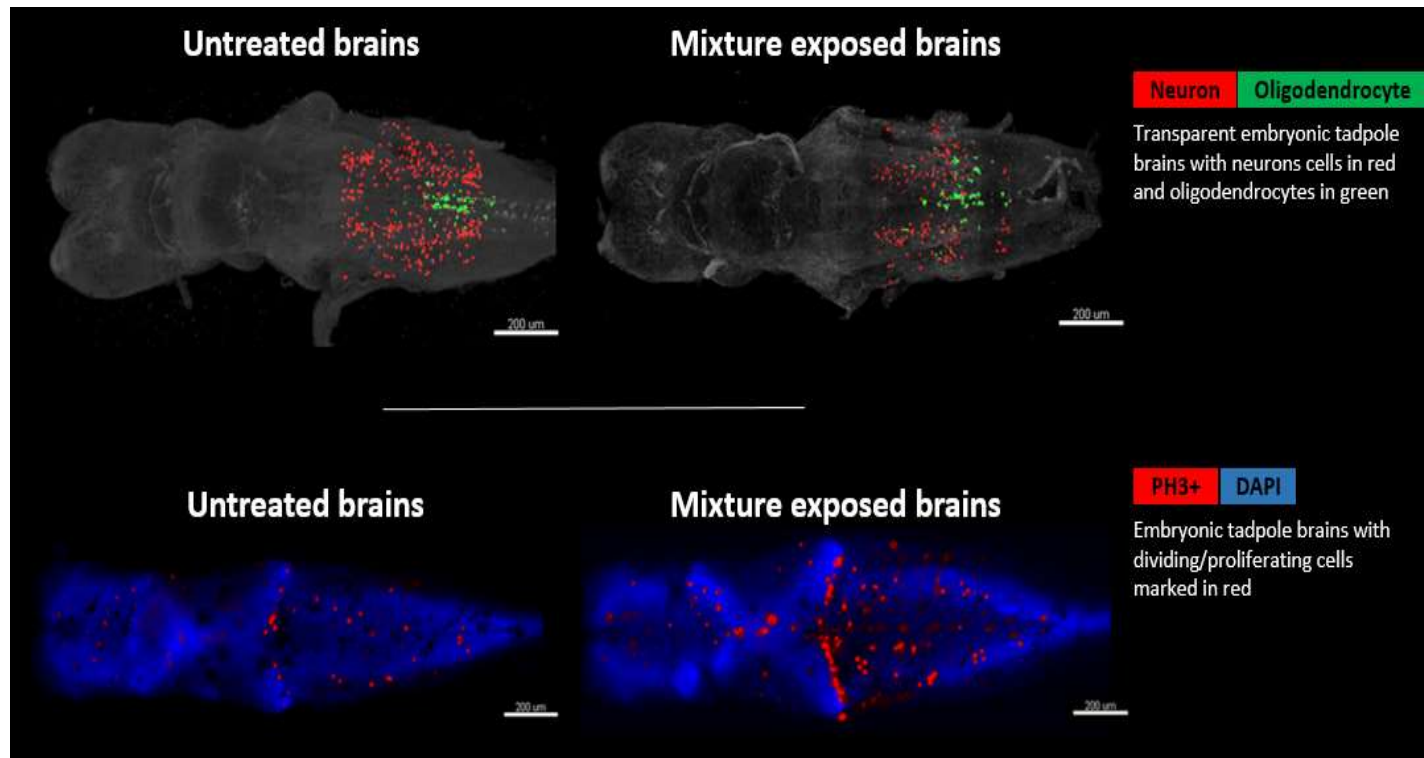 Untreated brains
Mixture exposed brains
Neuron
Oligodendrocyte
Transparent embryonic tadpole
brains with neurons cells in red
and oligodendrocytes in green
200 um
200 um
Untreated brains
Mixture exposed brains
PH3+
DAPI
Embryonic tadpole brains with
dividing/proliferating cells
marked in red
200 um
200 um